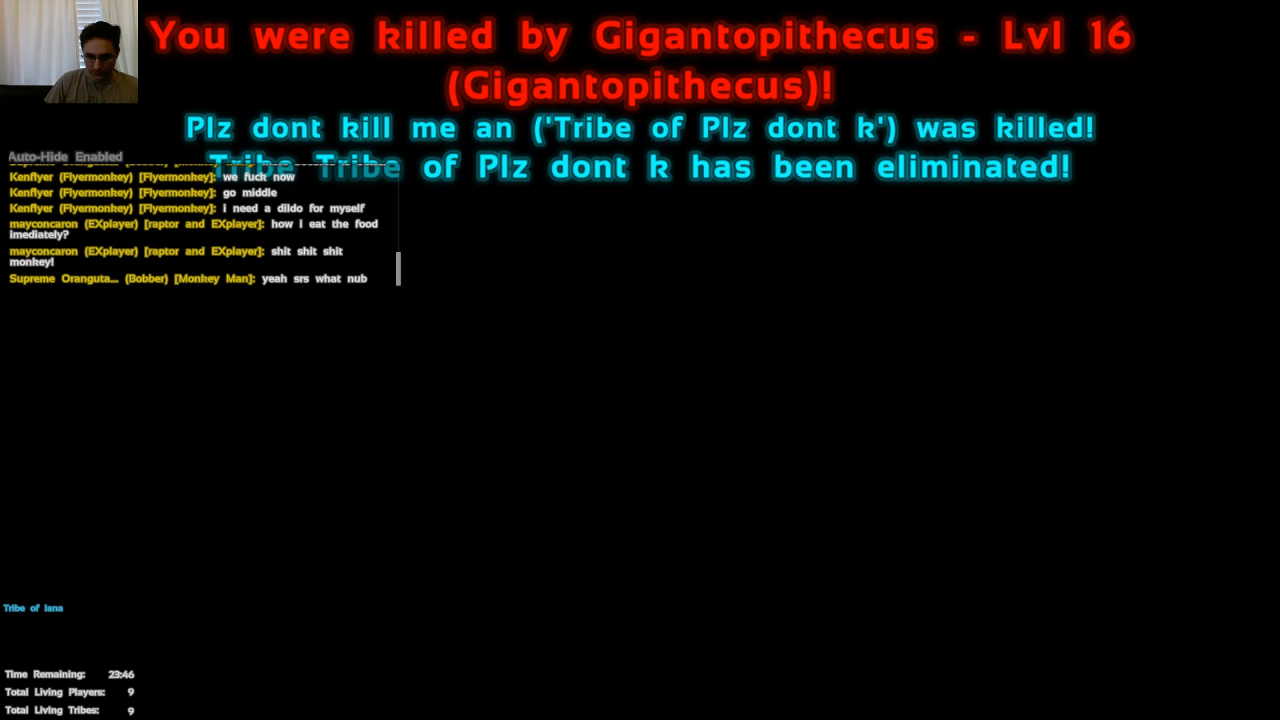 You were killed by Gigantopithecus - Lvl 16
(Gigantopithecus)!
Plz dont kill me an ('Tribe of Plz dont k') was killed!
Tribe Tribe of Plz dont k has been eliminated!
Auto-Hide Enabled
Kenflyer (Flyermonkey) [Flyermonkey]: we fuck now
Kenflyer (Flyermonkey) [Flyermonkey]: go middle
Kenflyer (Flyermonkey) [Flyermonkey]: i need a dildo for myself
mayconcaron (EXplayer) [raptor and EXplayer]: how i eat the food
imediately?
mayconcaron (EXplayer) [raptor and EXplayer]: shit shit shit
monkey!
Supreme Oranguta... (Bobber) [Monkey Man]: yeah srs what nub
Tribe of lana
Time Remaining: 23:46
Total Living Players: 9
Total Living Tribes: 9